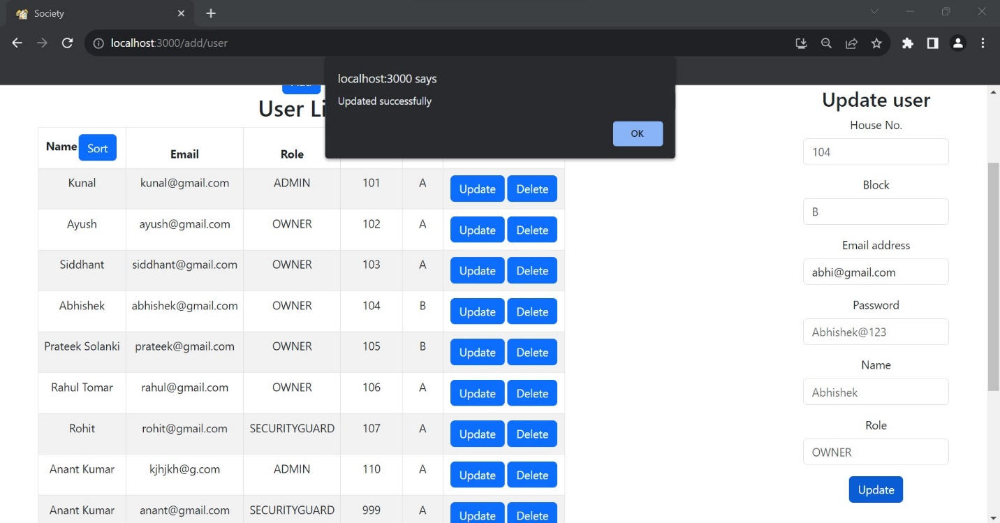 Society
localhost:3000/add/user
localhost:3000 says
Updated successfully
OK
User Li
Name Sort Email Role
Kunal kunal@gmail.com ADMIN 101 A Update Delete
Ayush ayush@gmail.com OWNER 102 A Update Delete
Siddhant siddhant@gmail.com OWNER 103 A Update Delete
Abhishek abhishek@gmail.com OWNER 104 B Update Delete
Prateek Solanki prateek@gmail.com OWNER 105 B Update Delete
Rahul Tomar rahul@gmail.com OWNER 106 A Update Delete
Rohit rohit@gmail.com SECURITYGUARD 107 A Update Delete
Anant Kumar kjhjkh@g.com ADMIN 110 A Update Delete
Anant Kumar anant@gmail.com SECURITYGUARD 999 A Update Delete
Update user
House No.
104
Block
B
Email address
abhi@gmail.com
Password
Abhishek@123
Name
Abhishek
Role
OWNER
Update